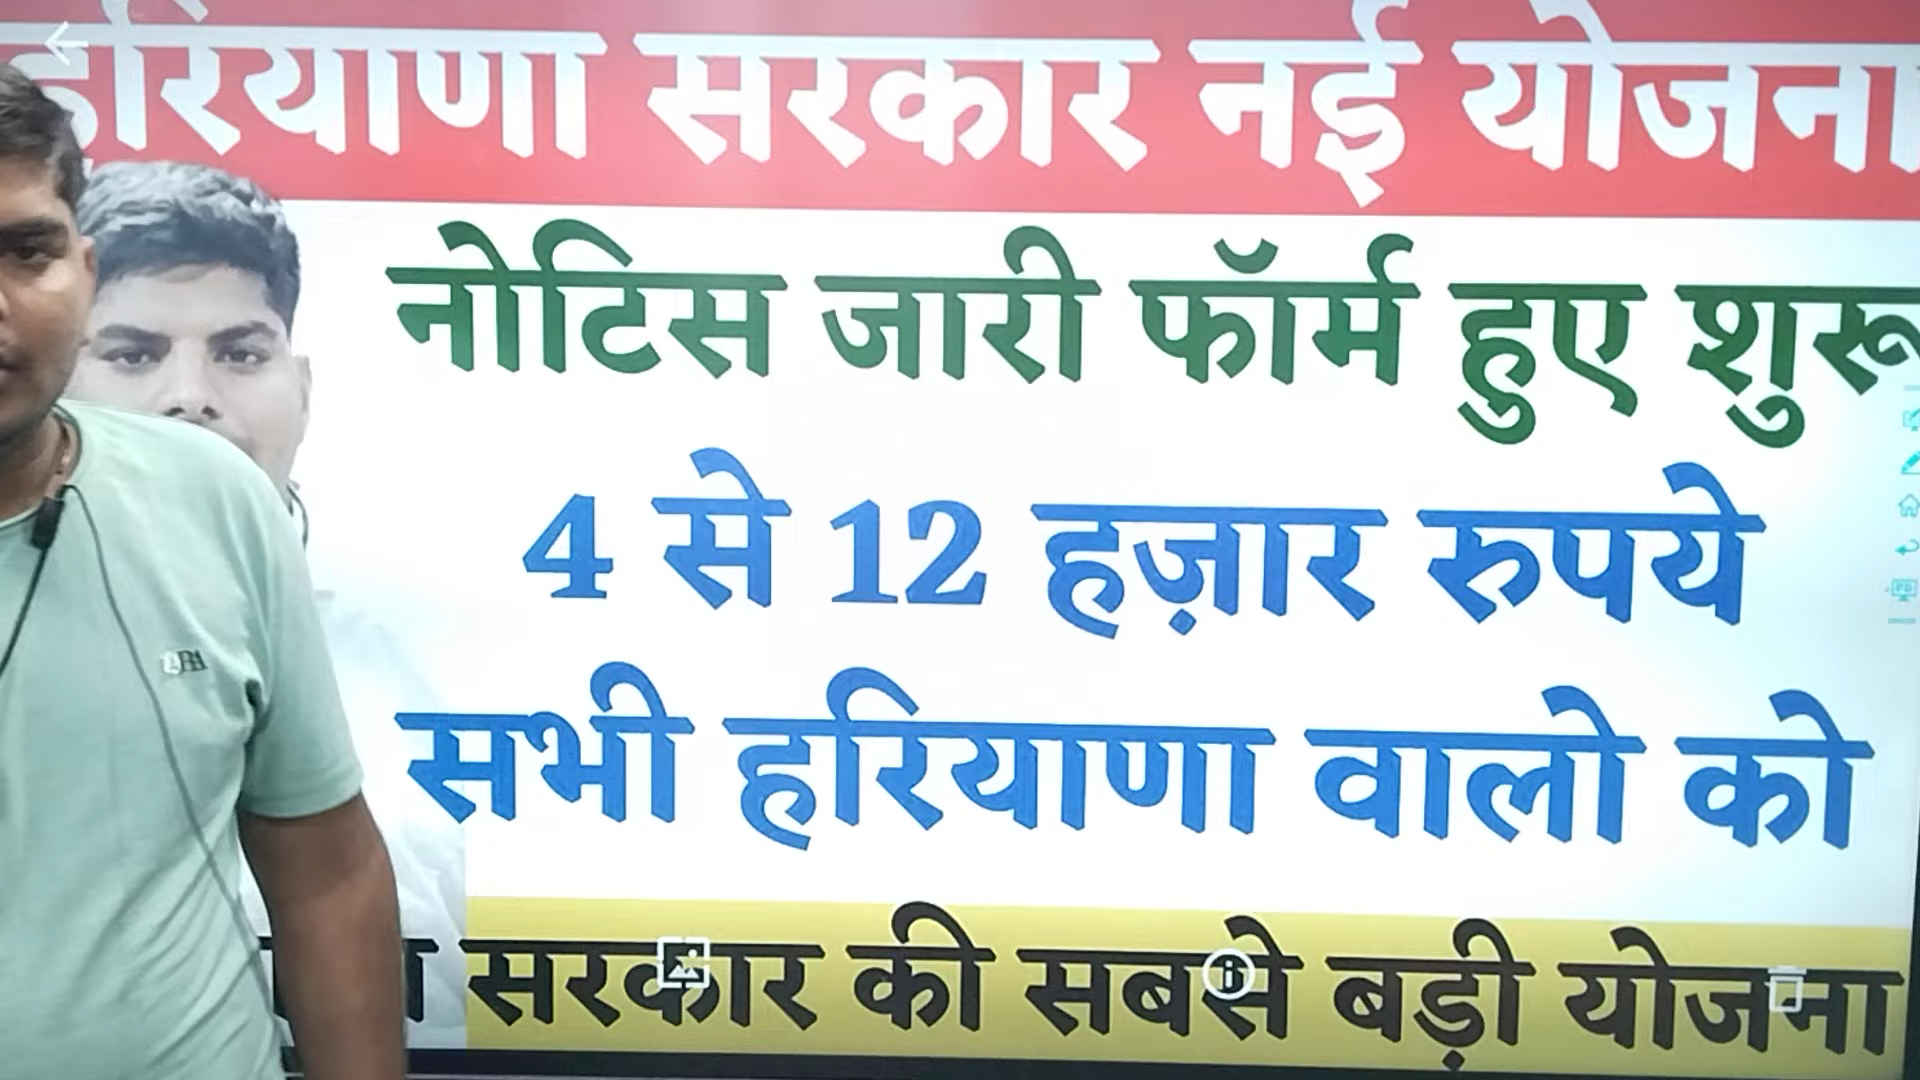 हरियाणा सरकार नई योजना
नोटिस जारी फॉर्म हुए शुरू
4 से 12 हज़ार रुपये
सभी हरियाणा वालो को
सरकार की सबसे बड़ी योजना